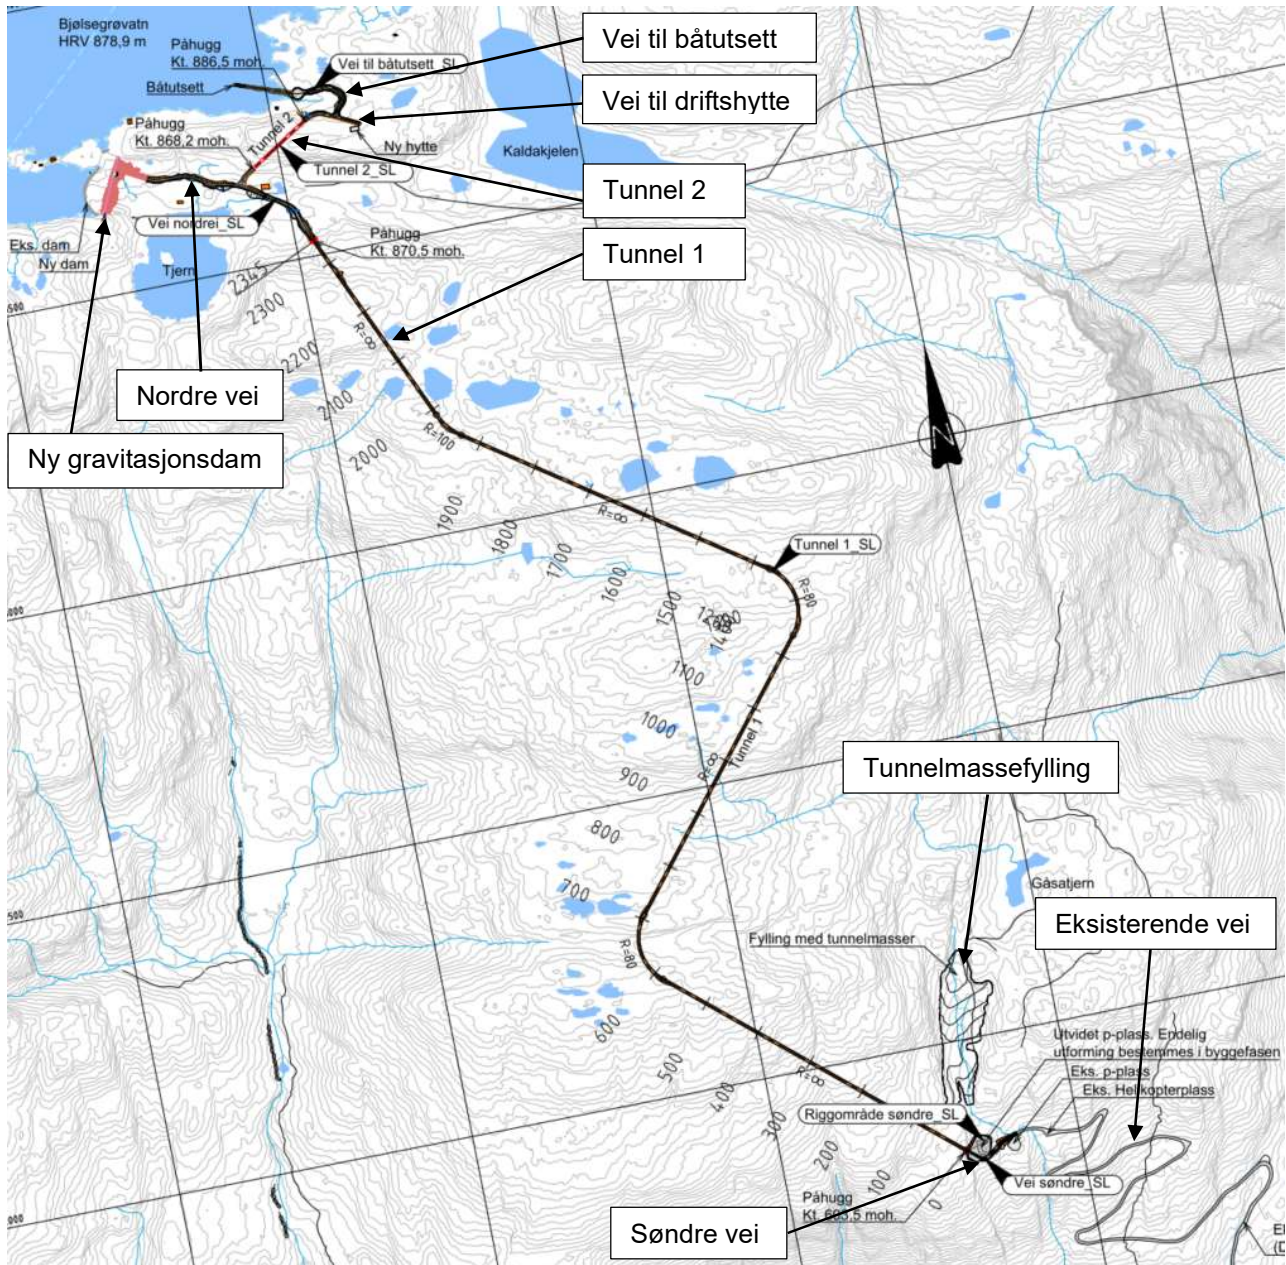 Bjølsegrøvatn
HRV 878,9 m
Påhugg
Kt. 886,5 moh.
Vei til båtutsett_SL
Båtutsett
Vei til båtutsett
Vei til driftshytte
Påhugg
Kt. 868,2 moh.
Tunnel 2
Ny hytte
Kaldakjelen
Tunnel 2_SL
Tunnel 2
Vei nordrei_SL
Eks. dam
Ny dam
Tjern
Påhugg
Kt. 870,5 moh.
Tunnel 1
2345
2300
2200
2100
2000
R=∞
Nordre vei
Ny gravitasjonsdam
R=100
N
1900
1800
1700
1600
1500
R=∞
Tunnel 1_SL
R=80
1100
1000
900
800
700
R=∞
Tunnel 1
Tunnelmassefylling
Gåsatjern
Eksisterende vei
Fylling med tunnelmasser
R=80
600
500
400
300
200
100
0
R=∞
Utvidet p-plass. Endelig
utforming bestemmes i byggefasen
Eks. p-plass
Eks. Helikopterplass
Riggområde søndre_SL
Vei søndre_SL
Påhugg
Kt. 693,5 moh.
Søndre vei